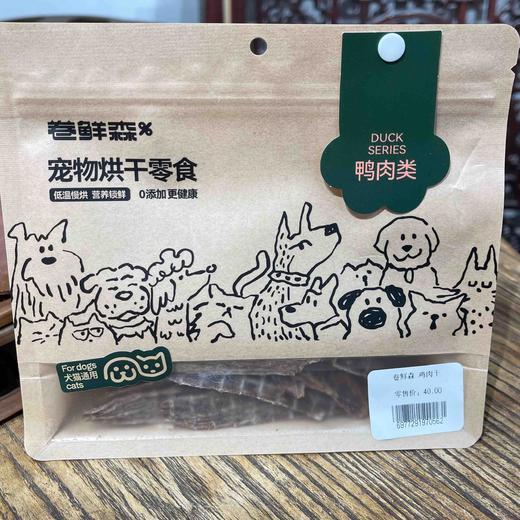 卷鲜森%
宠物烘干零食
低温慢烘 营养锁鲜
0添加更健康
DUCK
SERIES
鸭肉类
For dogs
犬猫通用
cats
卷鲜森 鸡肉干
零售价：40.00
6977291970562